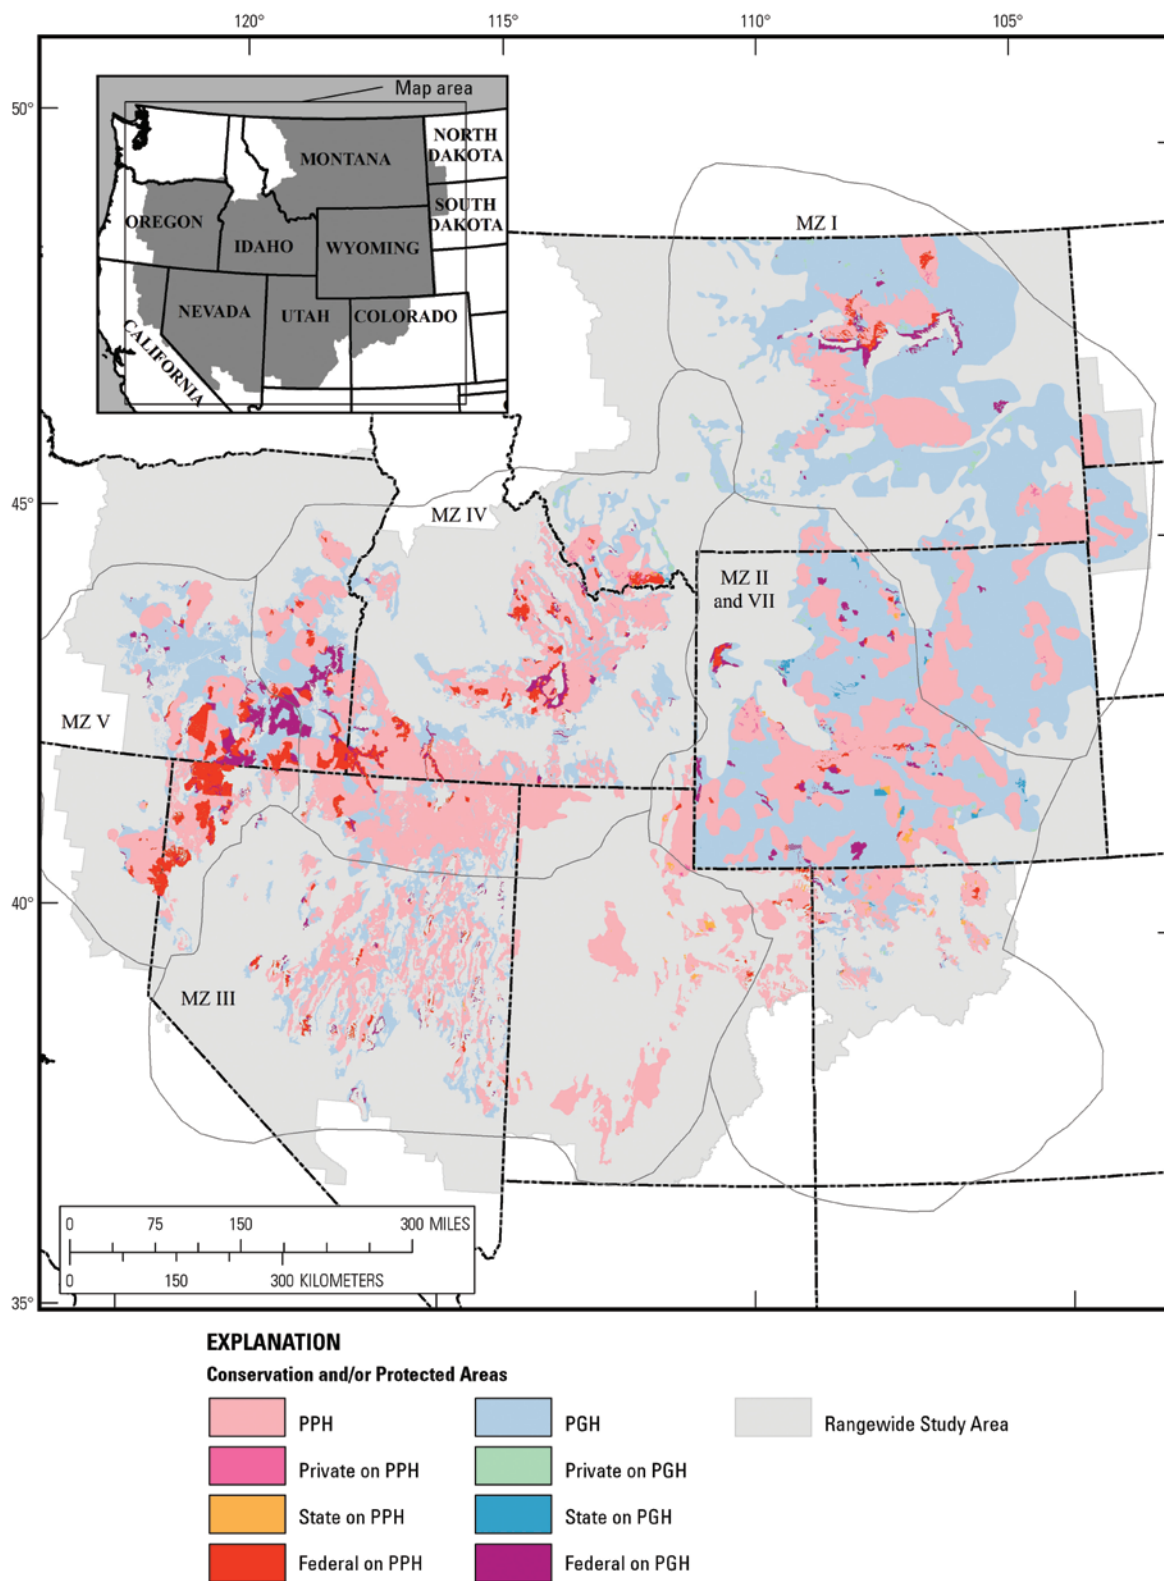 120° 115° 110° 105°
50°
Map area
NORTH
DAKOTA
MONTANA
SOUTH
DAKOTA
OREGON
IDAHO
WYOMING
NEVADA
UTAH
COLORADO
CALIFORNIA
MZ I
45°
MZ IV
MZ II
and VII
MZ V
40°
MZ III
0 75 150 300 MILES
0 150 300 KILOMETERS
35°
EXPLANATION
Conservation and/or Protected Areas
PPH PGH Rangewide Study Area
Private on PPH Private on PGH
State on PPH State on PGH
Federal on PPH Federal on PGH